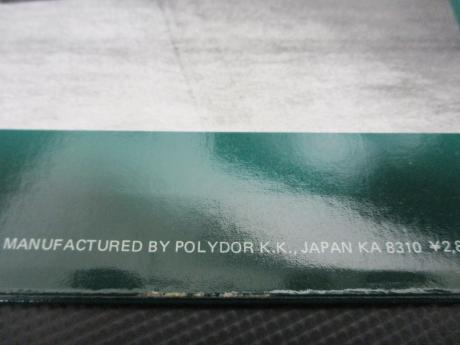 MANUFACTURED BY POLYDOR K.K., JAPAN KA 8310 ¥2,8